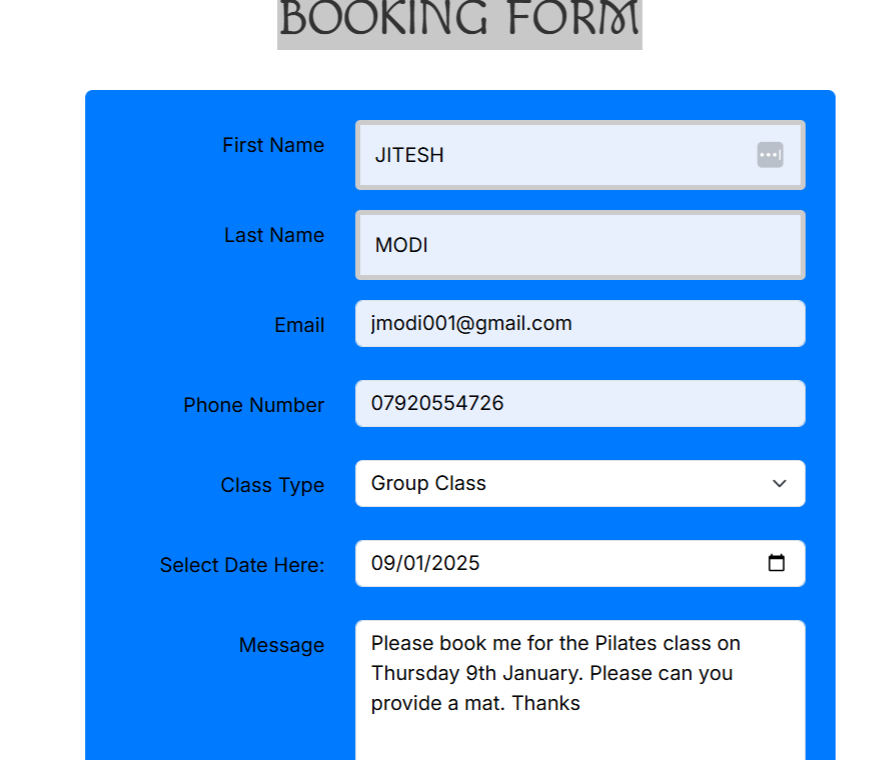 BOOKING FORM
First Name
JITESH
Last Name
MODI
Email
jmodi001@gmail.com
Phone Number
07920554726
Class Type
Group Class
Select Date Here:
09/01/2025
Message
Please book me for the Pilates class on
Thursday 9th January. Please can you
provide a mat. Thanks